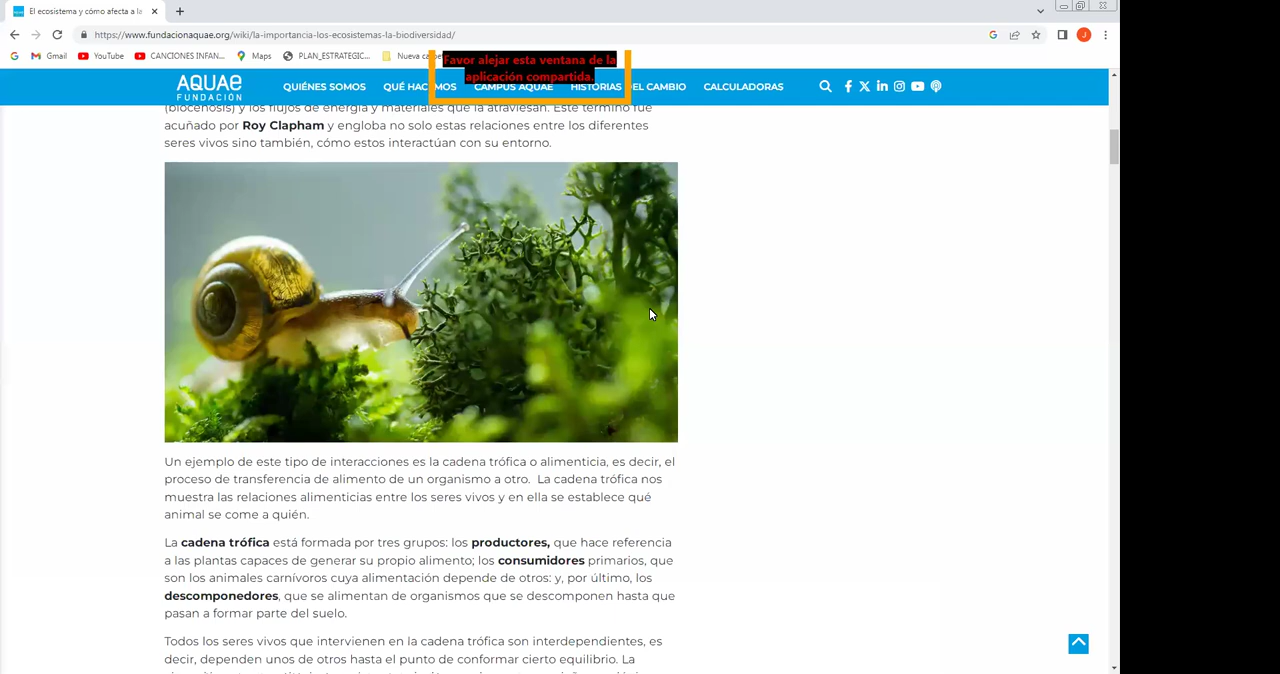 El ecosistema y cómo afecta a la
https://www.fundacionaquae.org/wiki/la-importancia-los-ecosistemas-la-biodiversidad/
J
G
Gmail
YouTube
CANCIONES INFAN...
Maps
PLAN_ESTRATEGIC...
Nueva ca
Favor alejar esta ventana de la
aplicación compartida.
AQUAE
FUNDACIÓN
QUIÉNES SOMOS
QUÉ HACEMOS
CAMPUS AQUAE
HISTORIAS DEL CAMBIO
CALCULADORAS
(biocenosis) y los flujos de energía y materiales que la atraviesan. Este término fue
acuñado por Roy Clapham y engloba no solo estas relaciones entre los diferentes
seres vivos sino también, cómo estos interactúan con su entorno.
Un ejemplo de este tipo de interacciones es la cadena trófica o alimenticia, es decir, el
proceso de transferencia de alimento de un organismo a otro. La cadena trófica nos
muestra las relaciones alimenticias entre los seres vivos y en ella se establece qué
animal se come a quién.
La cadena trófica está formada por tres grupos: los productores, que hace referencia
a las plantas capaces de generar su propio alimento; los consumidores primarios, que
son los animales carnívoros cuya alimentación depende de otros: y, por último, los
descomponedores, que se alimentan de organismos que se descomponen hasta que
pasan a formar parte del suelo.
Todos los seres vivos que intervienen en la cadena trófica son interdependientes, es
decir, dependen unos de otros hasta el punto de conformar cierto equilibrio. La